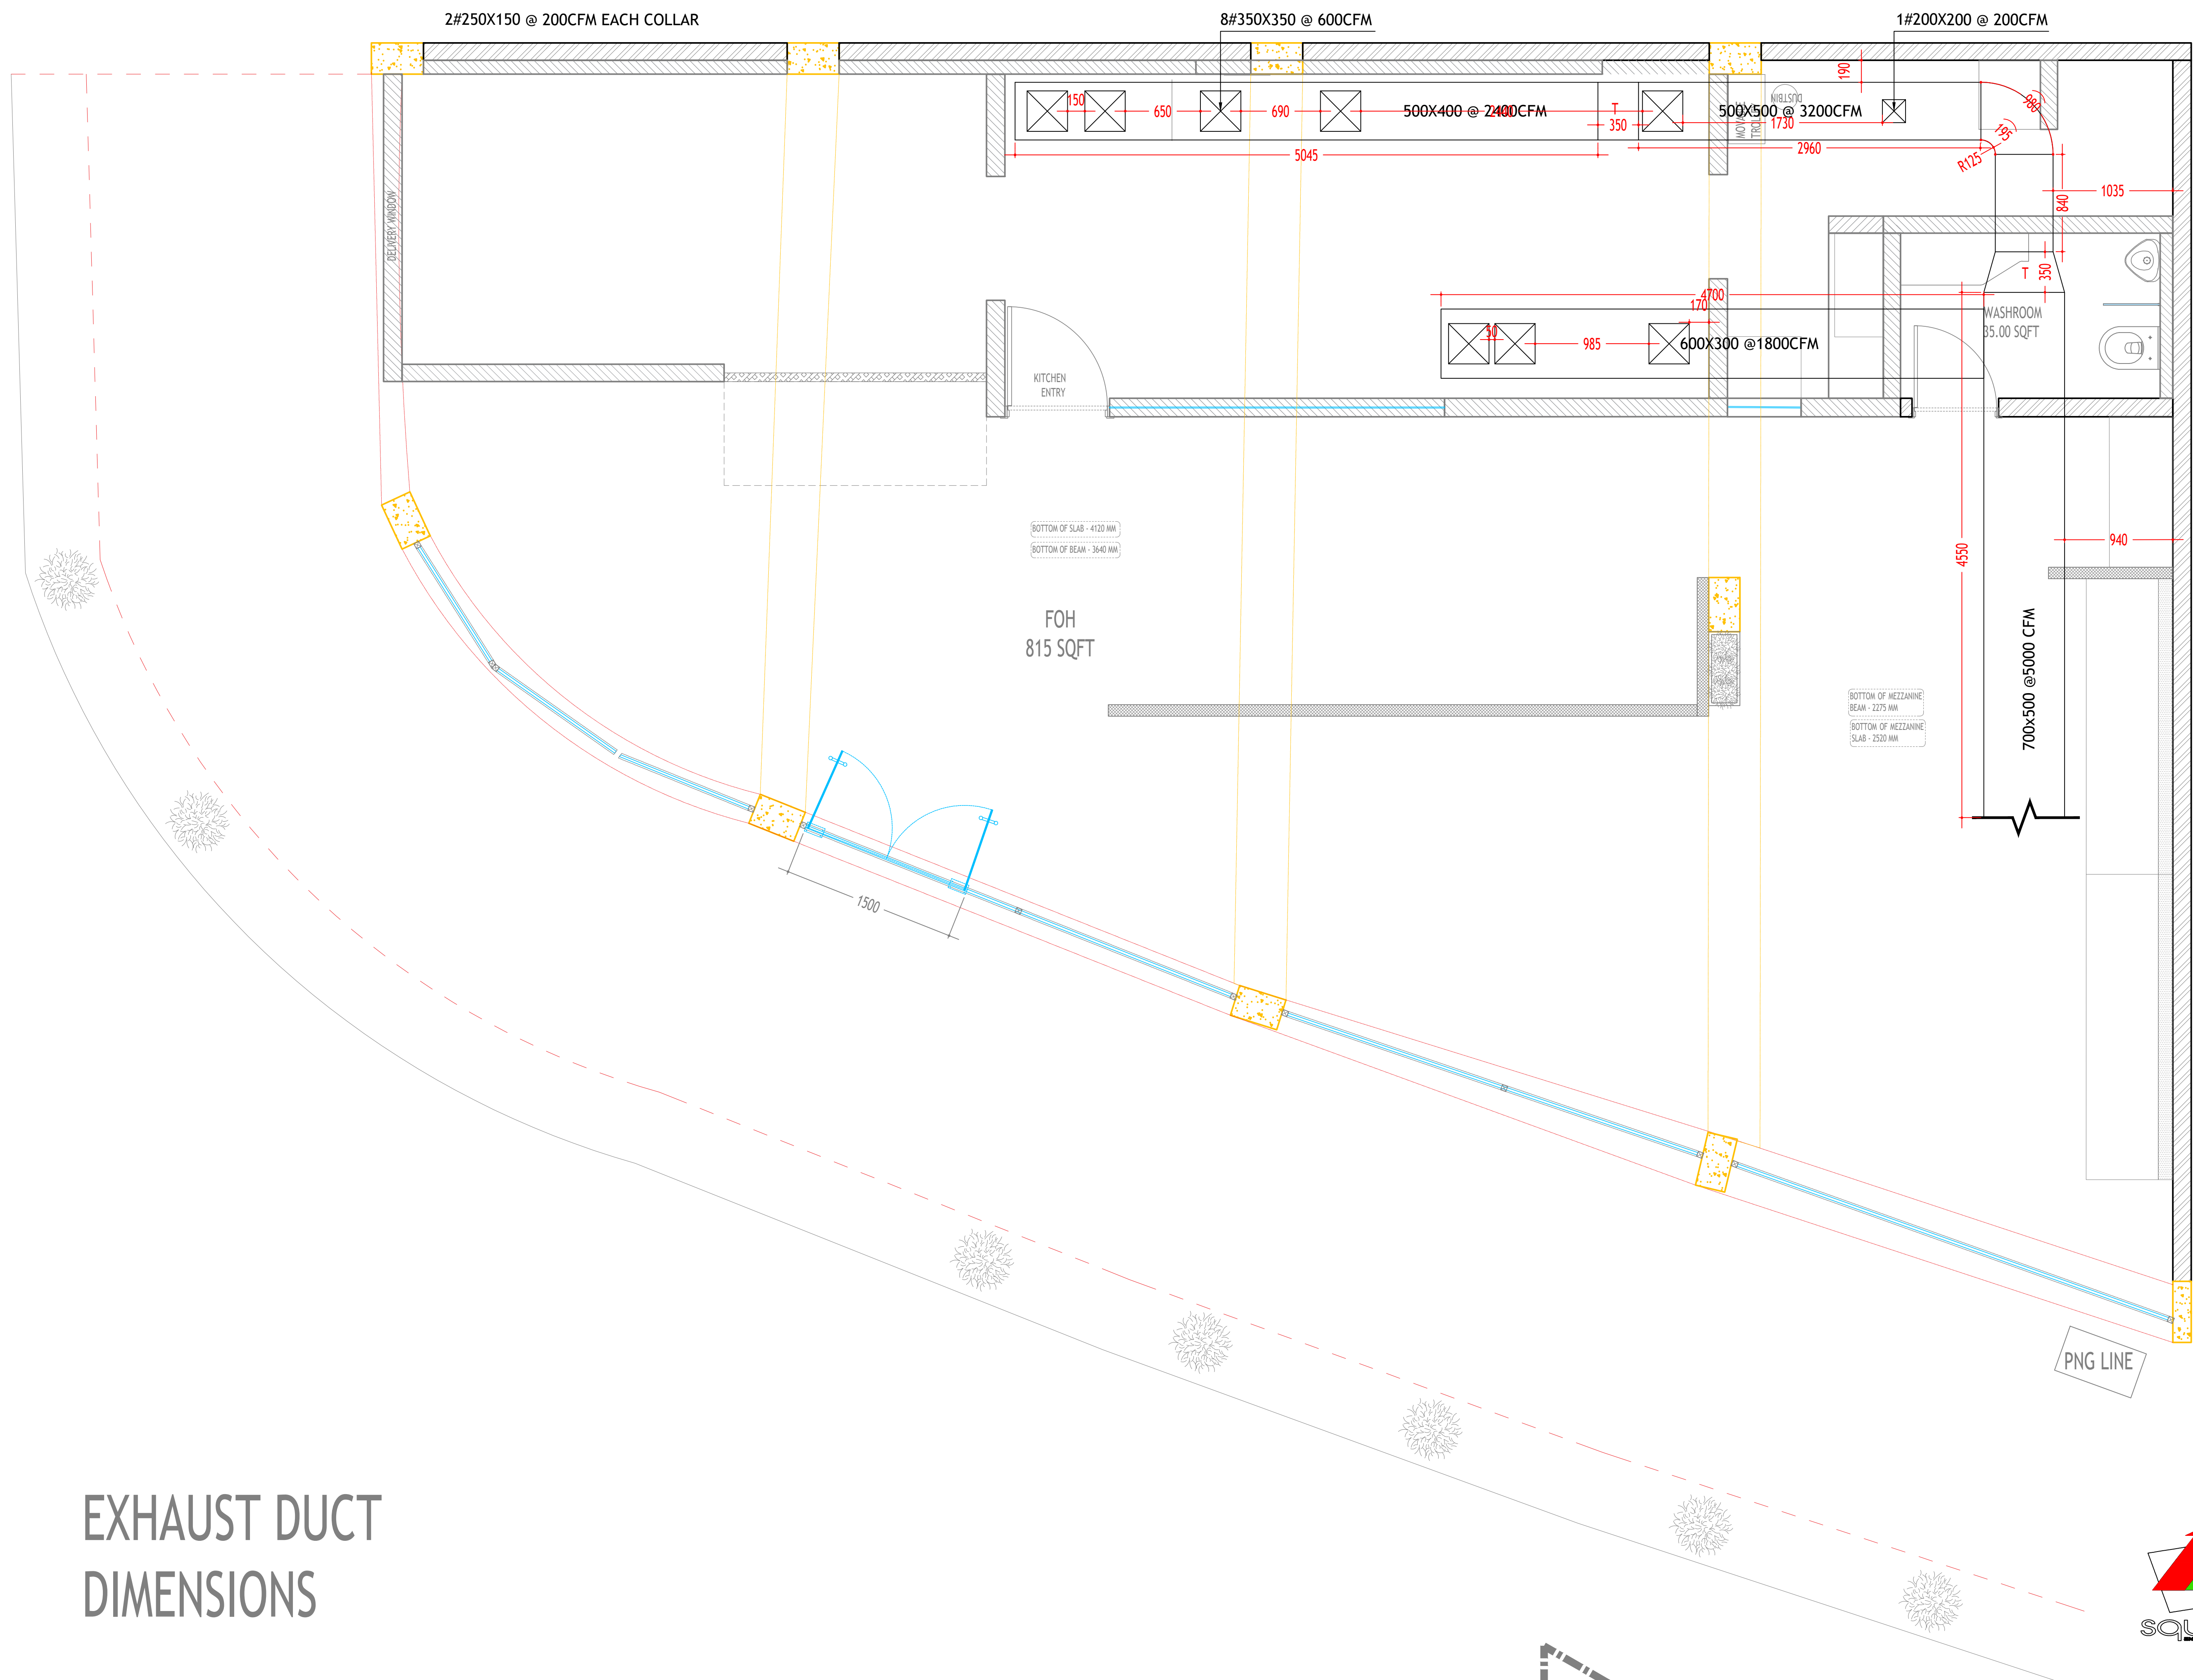 2#250X150 @ 200CFM EACH COLLAR
8#350X350 @ 600CFM
1#200X200 @ 200CFM
190
150
650
690
500X400 @ 2400CFM
T
350
500X500 @ 3200CFM
1730
DUSTBIN
980
195
R125
5045
2960
1035
840
DELIVERY WINDOW
T
350
4700
170
WASHROOM
35.00 SQFT
50
985
600X300 @1800CFM
KITCHEN
ENTRY
BOTTOM OF SLAB - 4120 MM
BOTTOM OF BEAM - 3640 MM
4550
940
FOH
815 SQFT
700x500 @5000 CFM
BOTTOM OF MEZZANINE
BEAM - 2275 MM
BOTTOM OF MEZZANINE
SLAB - 2520 MM
1500
PNG LINE
EXHAUST DUCT
DIMENSIONS